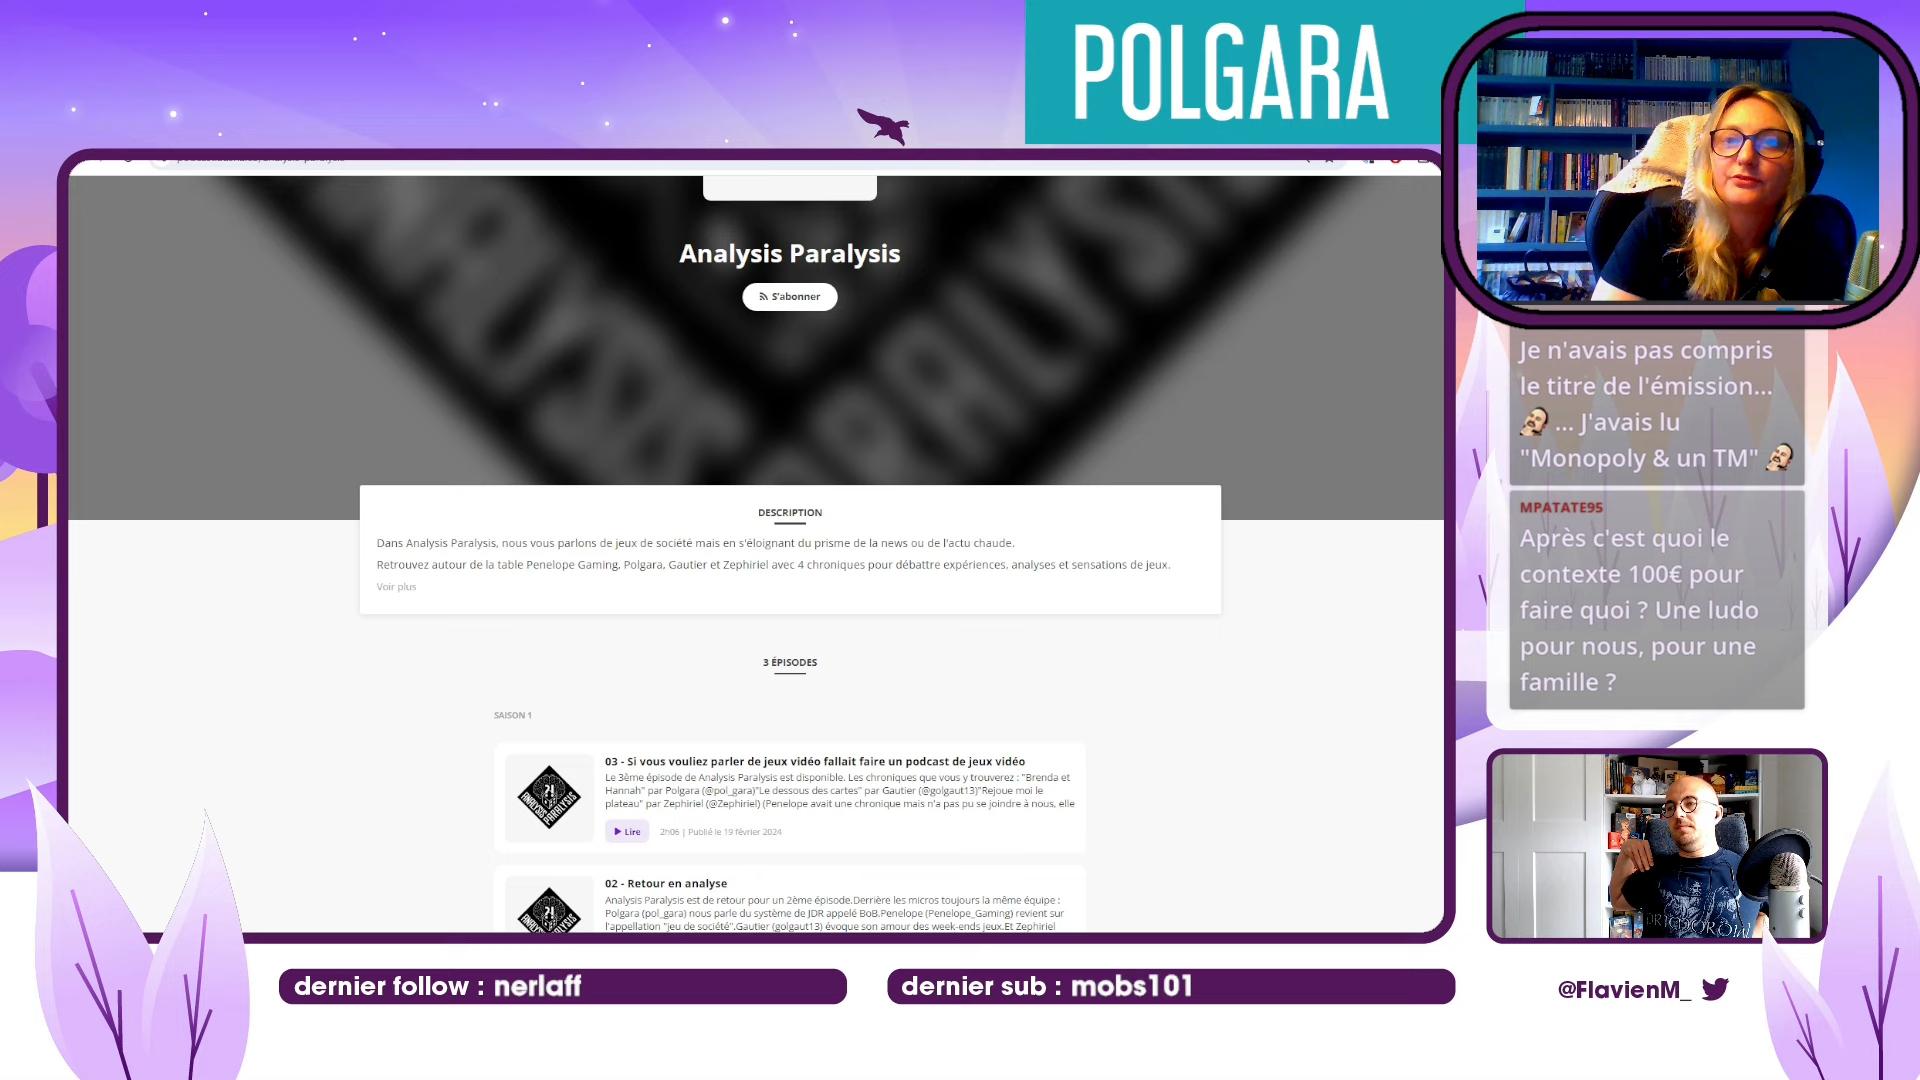 POLGARA
Analysis Paralysis
S'abonner
DESCRIPTION
Dans Analysis Paralysis, nous vous parlons de jeux de société mais en s'éloignant du prisme de la news ou de l'actu chaude.
Retrouvez autour de la table Penelope Gaming, Polgara, Gautier et Zephiriel avec 4 chroniques pour débattre expériences, analyses et sensations de jeux.
Voir plus
3 ÉPISODES
SAISON 1
03 - Si vous vouliez parler de jeux vidéo fallait faire un podcast de jeux vidéo
Le 3ème épisode de Analysis Paralysis est disponible. Les chroniques que vous y trouverez : "Brenda et
Hannah" par Polgara (@pol_gara)"Le dessous des cartes" par Gautier (@golgaut13)"Rejoue moi le
plateau" par Zephiriel (@Zephiriel) (Penelope avait une chronique mais n'a pas pu se joindre à nous, elle
Lire
2h06 | Publié le 19 février 2024
02 - Retour en analyse
Analysis Paralysis est de retour pour un 2ème épisode.Derrière les micros toujours la même équipe :
Polgara (pol_gara) nous parle du système de JDR appelé BoB.Penelope (Penelope_Gaming) revient sur
l'appellation "jeu de société".Gautier (golgaut13) évoque son amour des week-ends jeux.Et Zephiriel
Je n'avais pas compris
le titre de l'émission...
... J'avais lu
"Monopoly & un TM"
MPATATE95
Après c'est quoi le
contexte 100€ pour
faire quoi ? Une ludo
pour nous, pour une
famille ?
dernier follow : nerlaff
dernier sub : mobs101
@FlavienM_